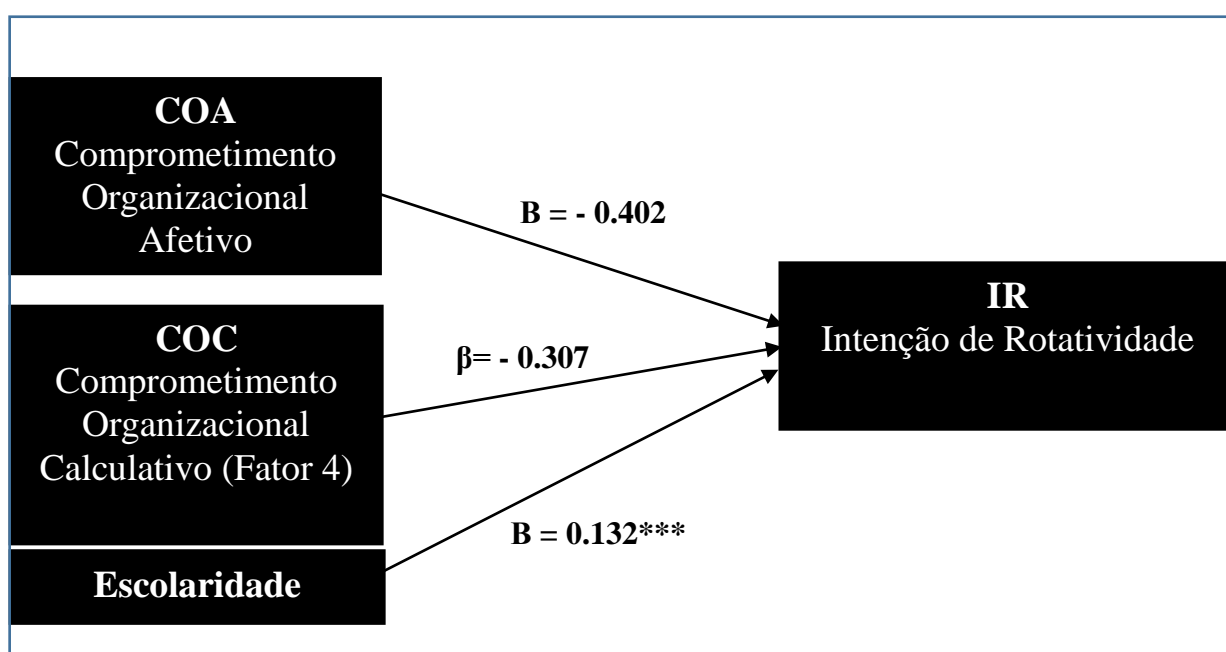 COA
Comprometimento
Organizacional
Afetivo
B = - 0.402
COC
Comprometimento
Organizacional
Calculativo (Fator 4)
β= - 0.307
Escolaridade
B = 0.132***
IR
Intenção de Rotatividade